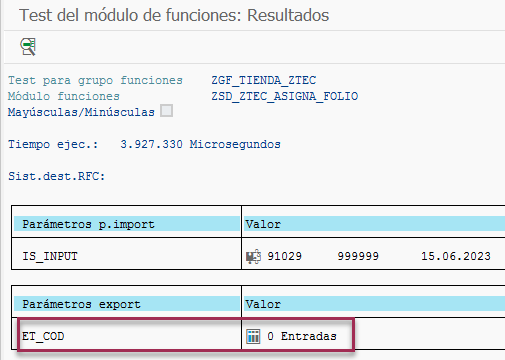 Test del módulo de funciones: Resultados
Test para grupo funciones ZGF_TIENDA_ZTEC
Módulo funciones ZSD_ZTEC_ASIGNA_FOLIO
Mayúsculas/Minúsculas
Tiempo ejec.: 3.927.330 Microsegundos
Sist.dest.RFC:
Parámetros p.import Valor
IS_INPUT 91029 999999 15.06.2023
Parámetros export Valor
ET_COD 0 Entradas